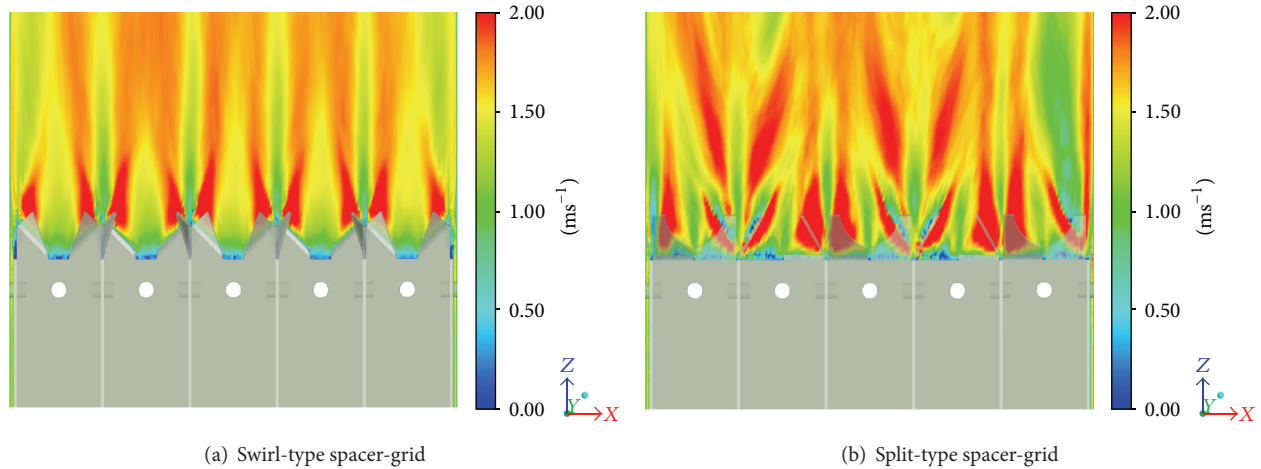 2.00
1.50
1.00
0.50
0.00
(ms⁻¹)
Z
Y
X
(a) Swirl-type spacer-grid
2.00
1.50
1.00
0.50
0.00
(ms⁻¹)
Z
Y
X
(b) Split-type spacer-grid